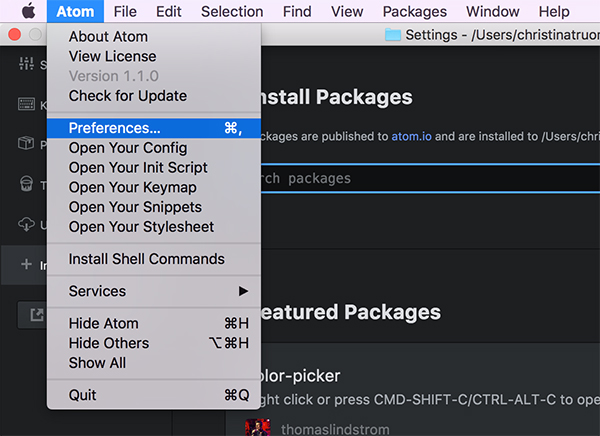 Atom File Edit Selection Find View Packages Window Help
Settings - /Users/christinatruon
About Atom
View License
Version 1.1.0
Check for Update
Preferences... ⌘,
Open Your Config
Open Your Init Script
Open Your Keymap
Open Your Snippets
Open Your Stylesheet
Install Shell Commands
Services ▶
Hide Atom ⌘H
Hide Others ⌥⌘H
Show All
Quit ⌘Q
S
K
P
T
U
+ In
nstall Packages
ckages are published to atom.io and are installed to /Users/chri
rch packages
eatured Packages
olor-picker
ght click or press CMD-SHIFT-C/CTRL-ALT-C to ope
thomaslindstrom